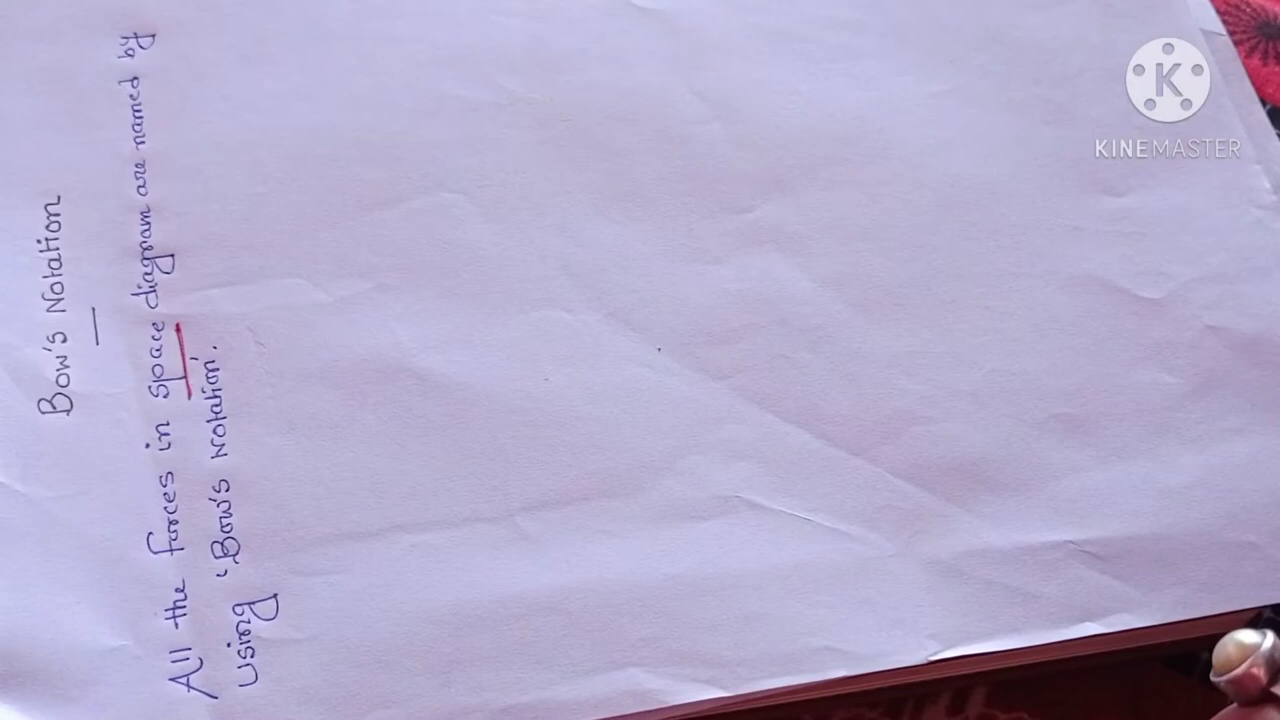 Bow's Notation
All the forces in space diagram are named by
using 'Bow's Notation'.
KINEMASTER